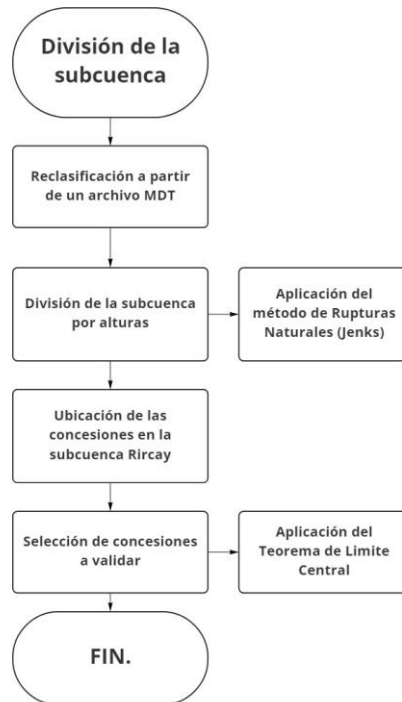 División de la
subcuenca
Reclasificación a partir
de un archivo MDT
División de la subcuenca
por alturas
Aplicación del
método de Rupturas
Naturales (Jenks)
Ubicación de las
concesiones en la
subcuenca Rircay
Selección de concesiones
a validar
Aplicación del
Teorema de Limite
Central
FIN.